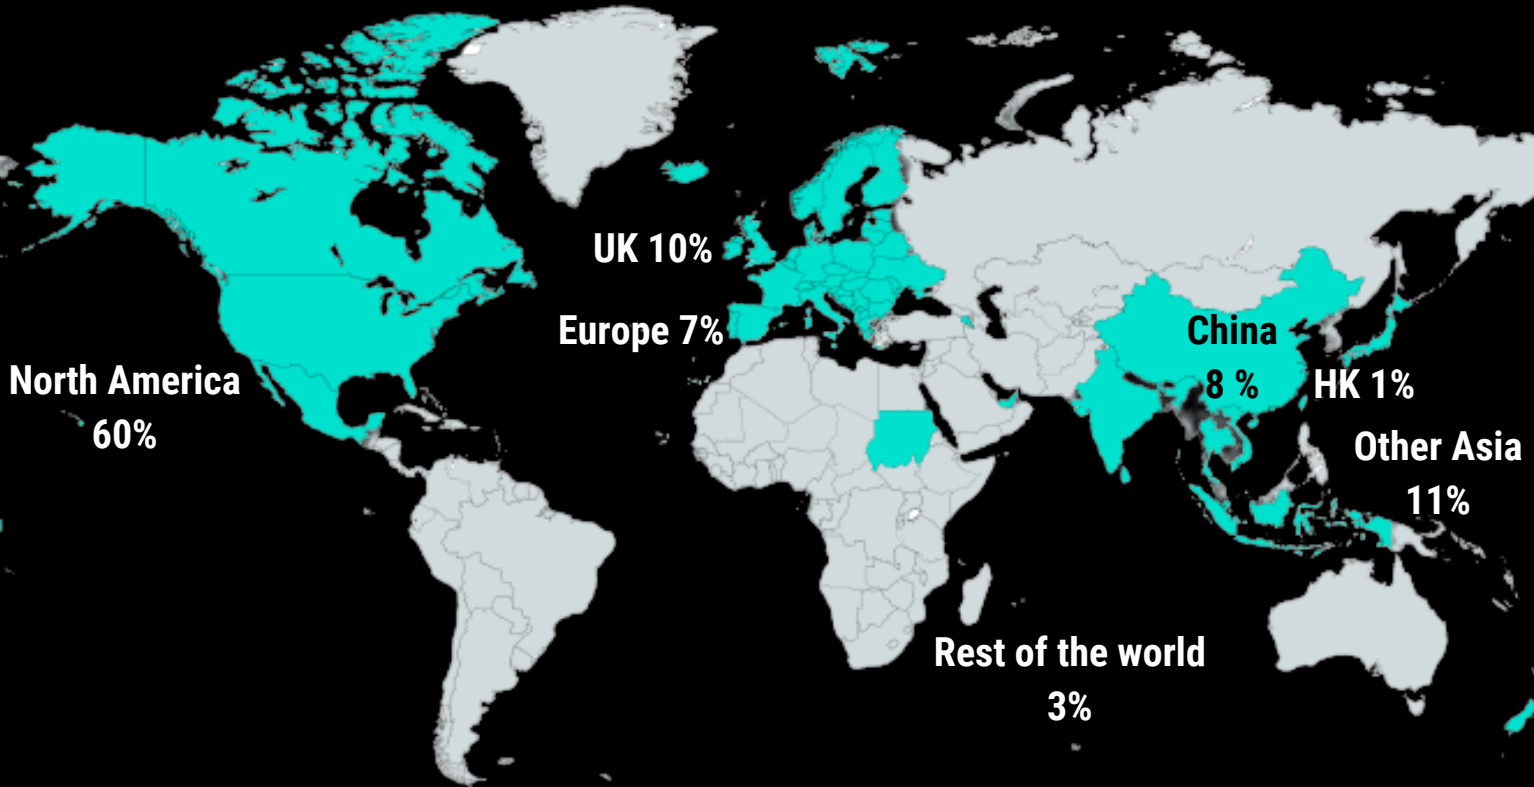 UK 10%
Europe 7%
North America
60%
China
8 %
HK 1%
Other Asia
11%
Rest of the world
3%